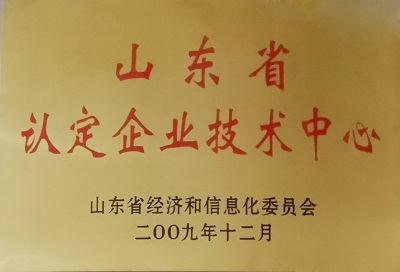 山东省
认定企业技术中心
山东省经济和信息化委员会
二〇〇九年十二月